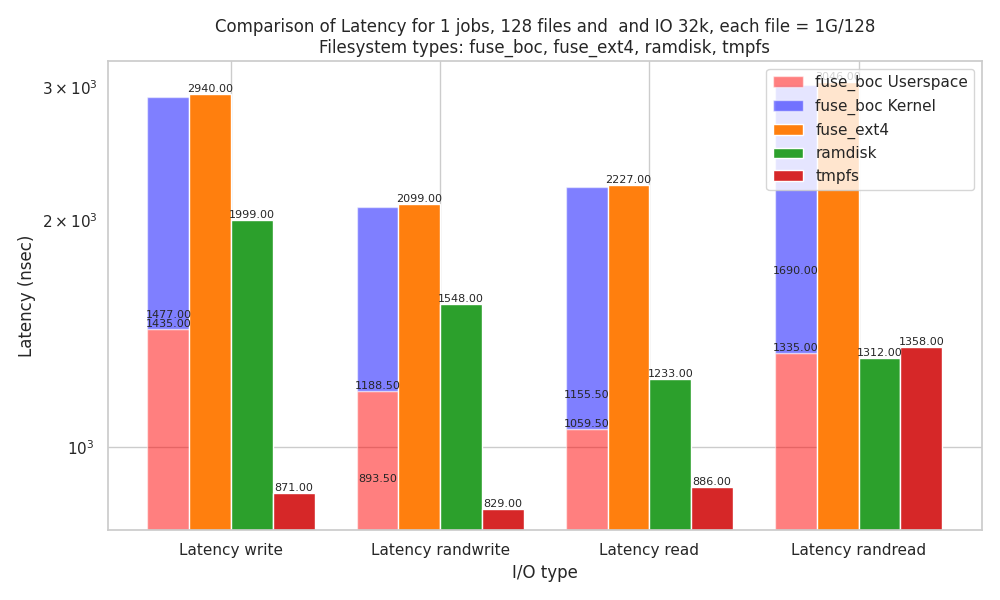 Comparison of Latency for 1 jobs, 128 files and  and IO 32k, each file = 1G/128
Filesystem types: fuse_boc, fuse_ext4, ramdisk, tmpfs
fuse_boc Userspace
fuse_boc Kernel
fuse_ext4
ramdisk
tmpfs
Latency (nsec)
3 × 10³
2 × 10³
10³
1477.00
1435.00
2940.00
1999.00
871.00
1188.50
893.50
2099.00
1548.00
829.00
1155.50
1059.50
2227.00
1233.00
886.00
1690.00
1335.00
3046.00
1312.00
1358.00
Latency write
Latency randwrite
Latency read
Latency randread
I/O type